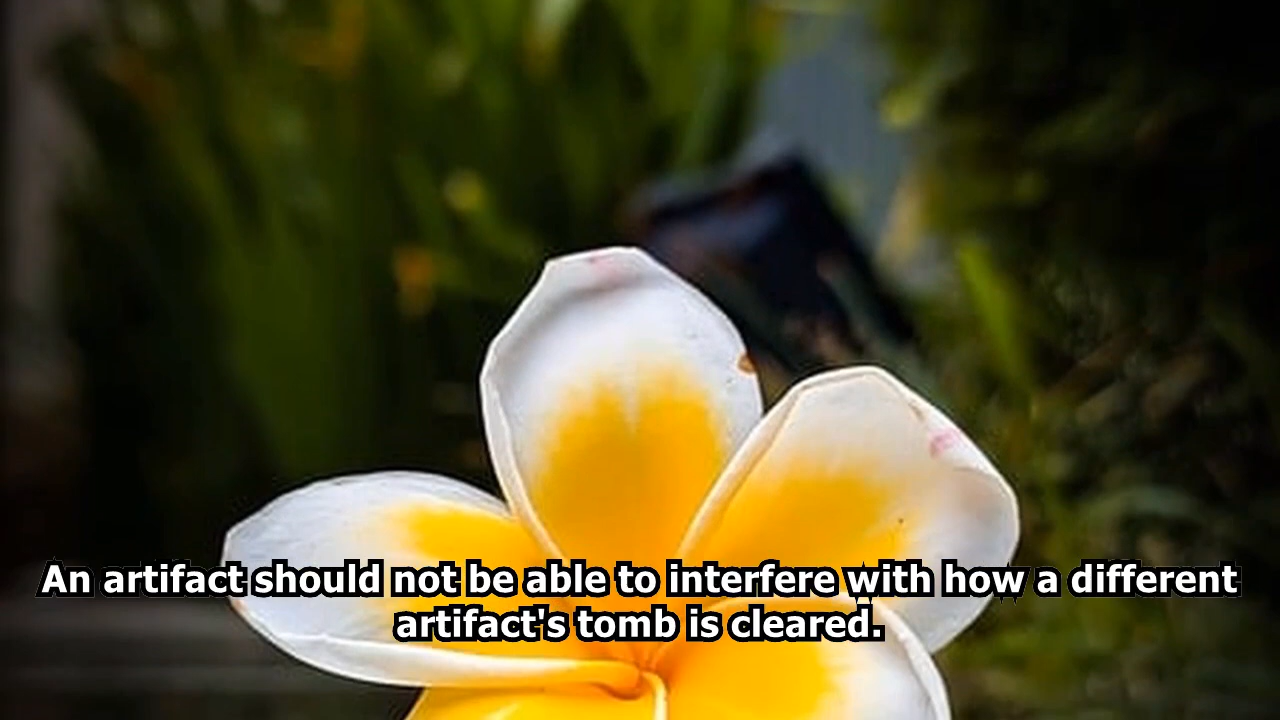 An artifact should not be able to interfere with how a different
artifact's tomb is cleared.